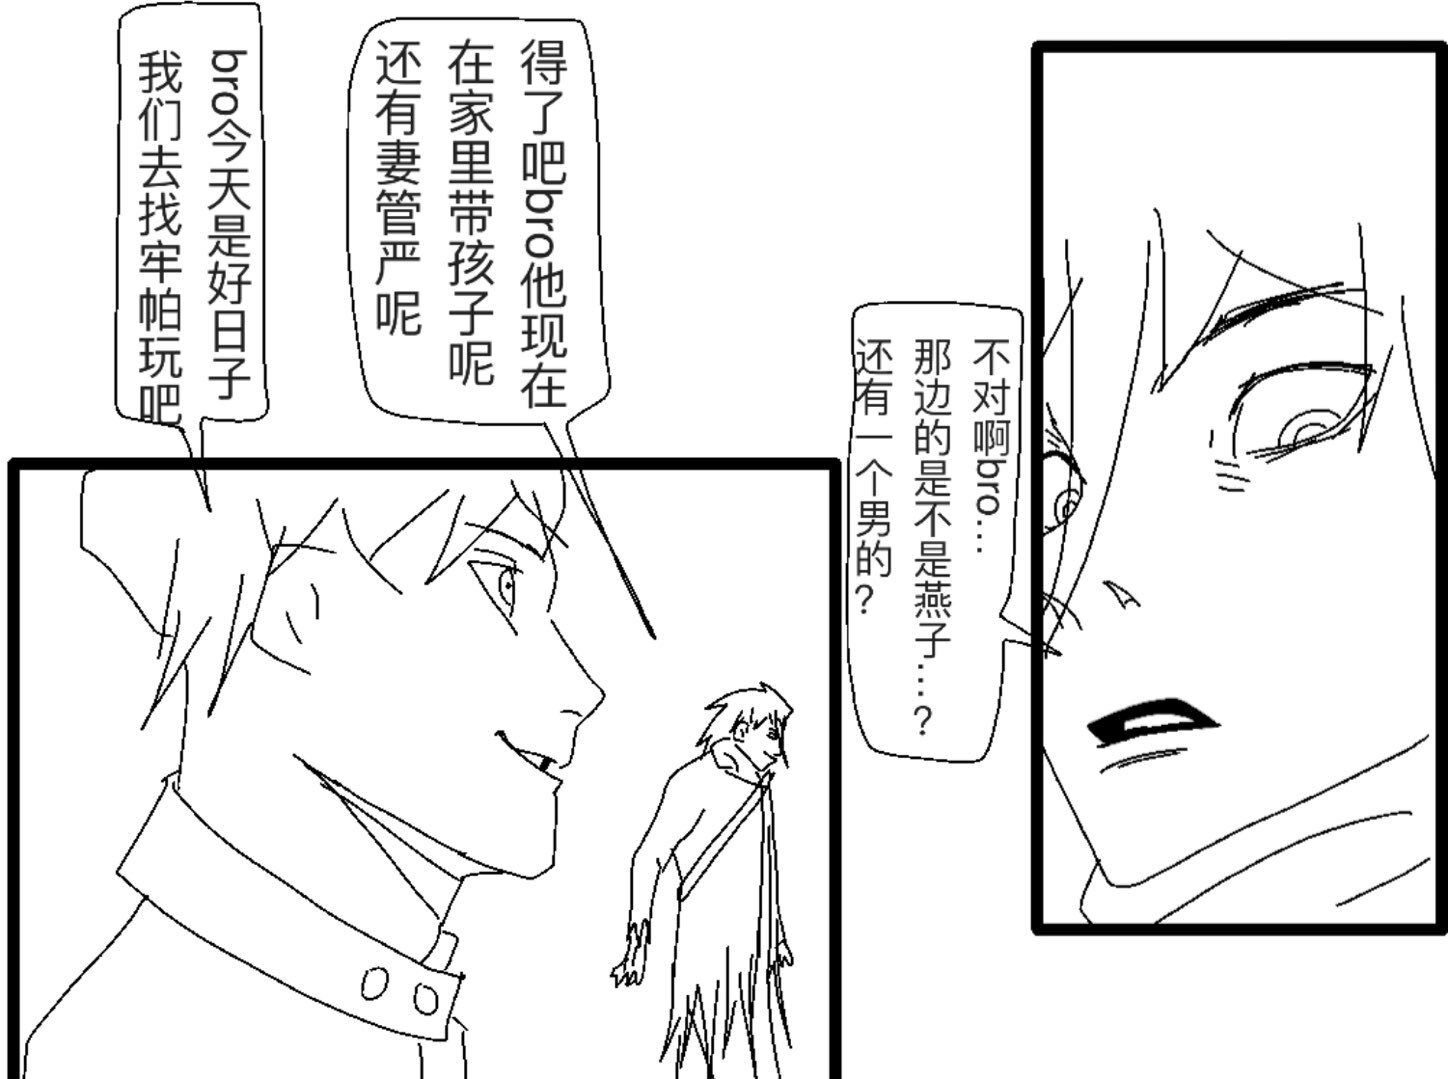 bro今天是好日子
我们去找牢帕玩吧
得了吧bro他现在
在家里带孩子呢
还有妻管严呢
不对啊bro....
那边的是不是燕子....？
还有一个男的？